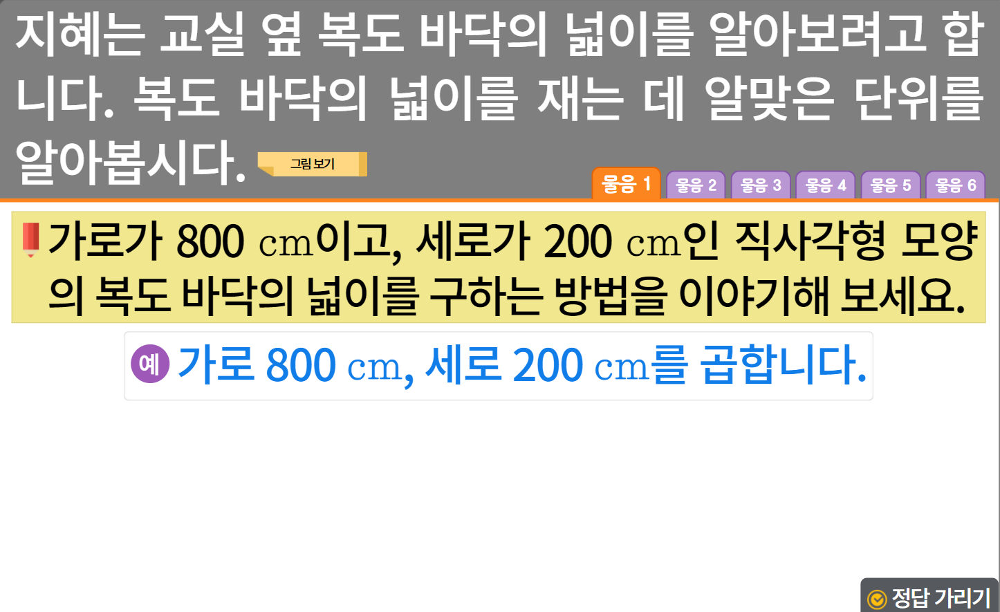 지혜는 교실 옆 복도 바닥의 넓이를 알아보려고 합
니다. 복도 바닥의 넓이를 재는 데 알맞은 단위를
알아봅시다. 그림 보기
물음 1 물음 2 물음 3 물음 4 물음 5 물음 6
가로가 800 cm이고, 세로가 200 cm인 직사각형 모양
의 복도 바닥의 넓이를 구하는 방법을 이야기해 보세요.
예 가로 800 cm, 세로 200 cm를 곱합니다.
정답 가리기